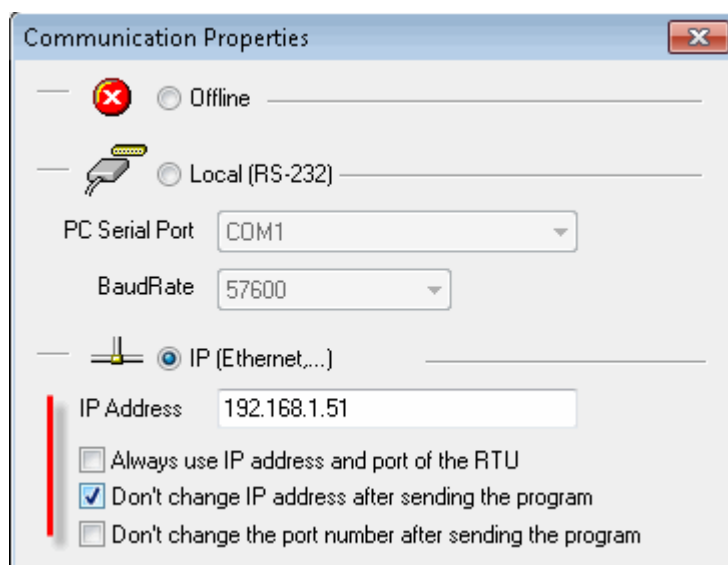 Communication Properties
Offline
Local (RS-232)
PC Serial Port COM1
BaudRate 57600
IP (Ethernet,...)
IP Address 192.168.1.51
Always use IP address and port of the RTU
Don't change IP address after sending the program
Don't change the port number after sending the program